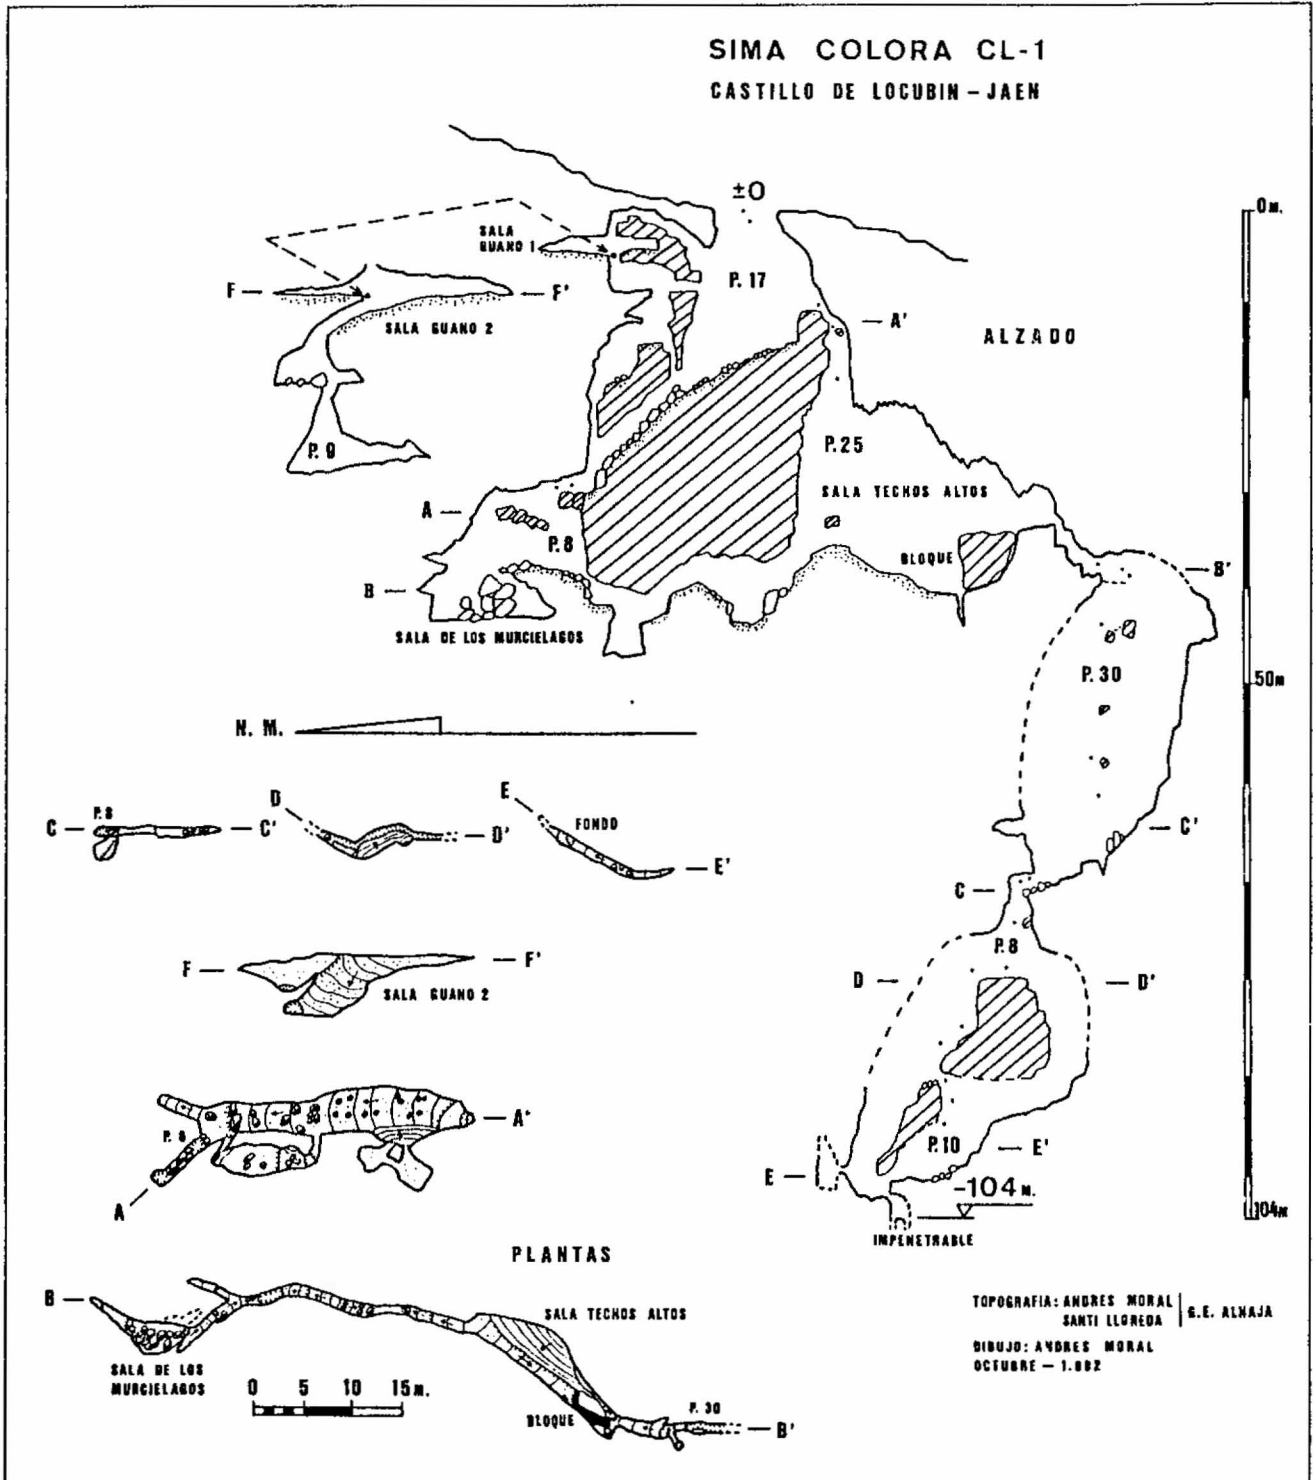 SIMA COLORA CL-1
CASTILLO DE LOCUBIN - JAEN
±0
0 M.
SALA
GUANO 1
P. 17
F
F'
SALA GUANO 2
A'
ALZADO
P. 9
P. 25
SALA TECHOS ALTOS
A
P. 8
BLOQUE
B
B'
SALA DE LOS MURCIELAGOS
P. 30
50M
N. M.
C
P. 8
C'
D
D'
E
FONDO
E'
C'
C
P. 8
D
D'
F
F'
SALA GUANO 2
P. 10
E'
E
-104 M.
104M
IMPENETRABLE
P. 8
A'
A
PLANTAS
B
SALA TECHOS ALTOS
SALA DE LOS
MURCIELAGOS
0 5 10 15 M.
BLOQUE
P. 30
B'
TOPOGRAFIA: ANDRES MORAL
SANTI LLOREDA
G.E. ALHAJA
DIBUJO: ANDRES MORAL
OCTUBRE -